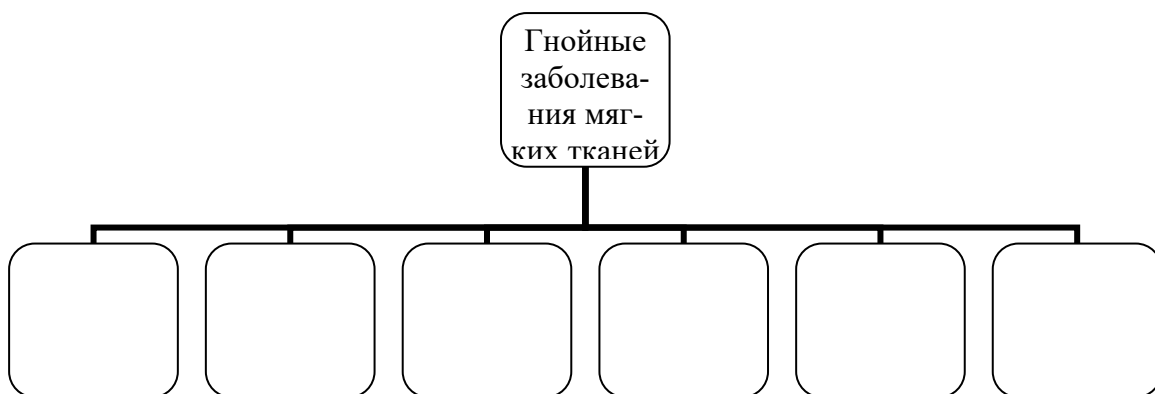 Гнойные
заболева-
ния мяг-
ких тканей